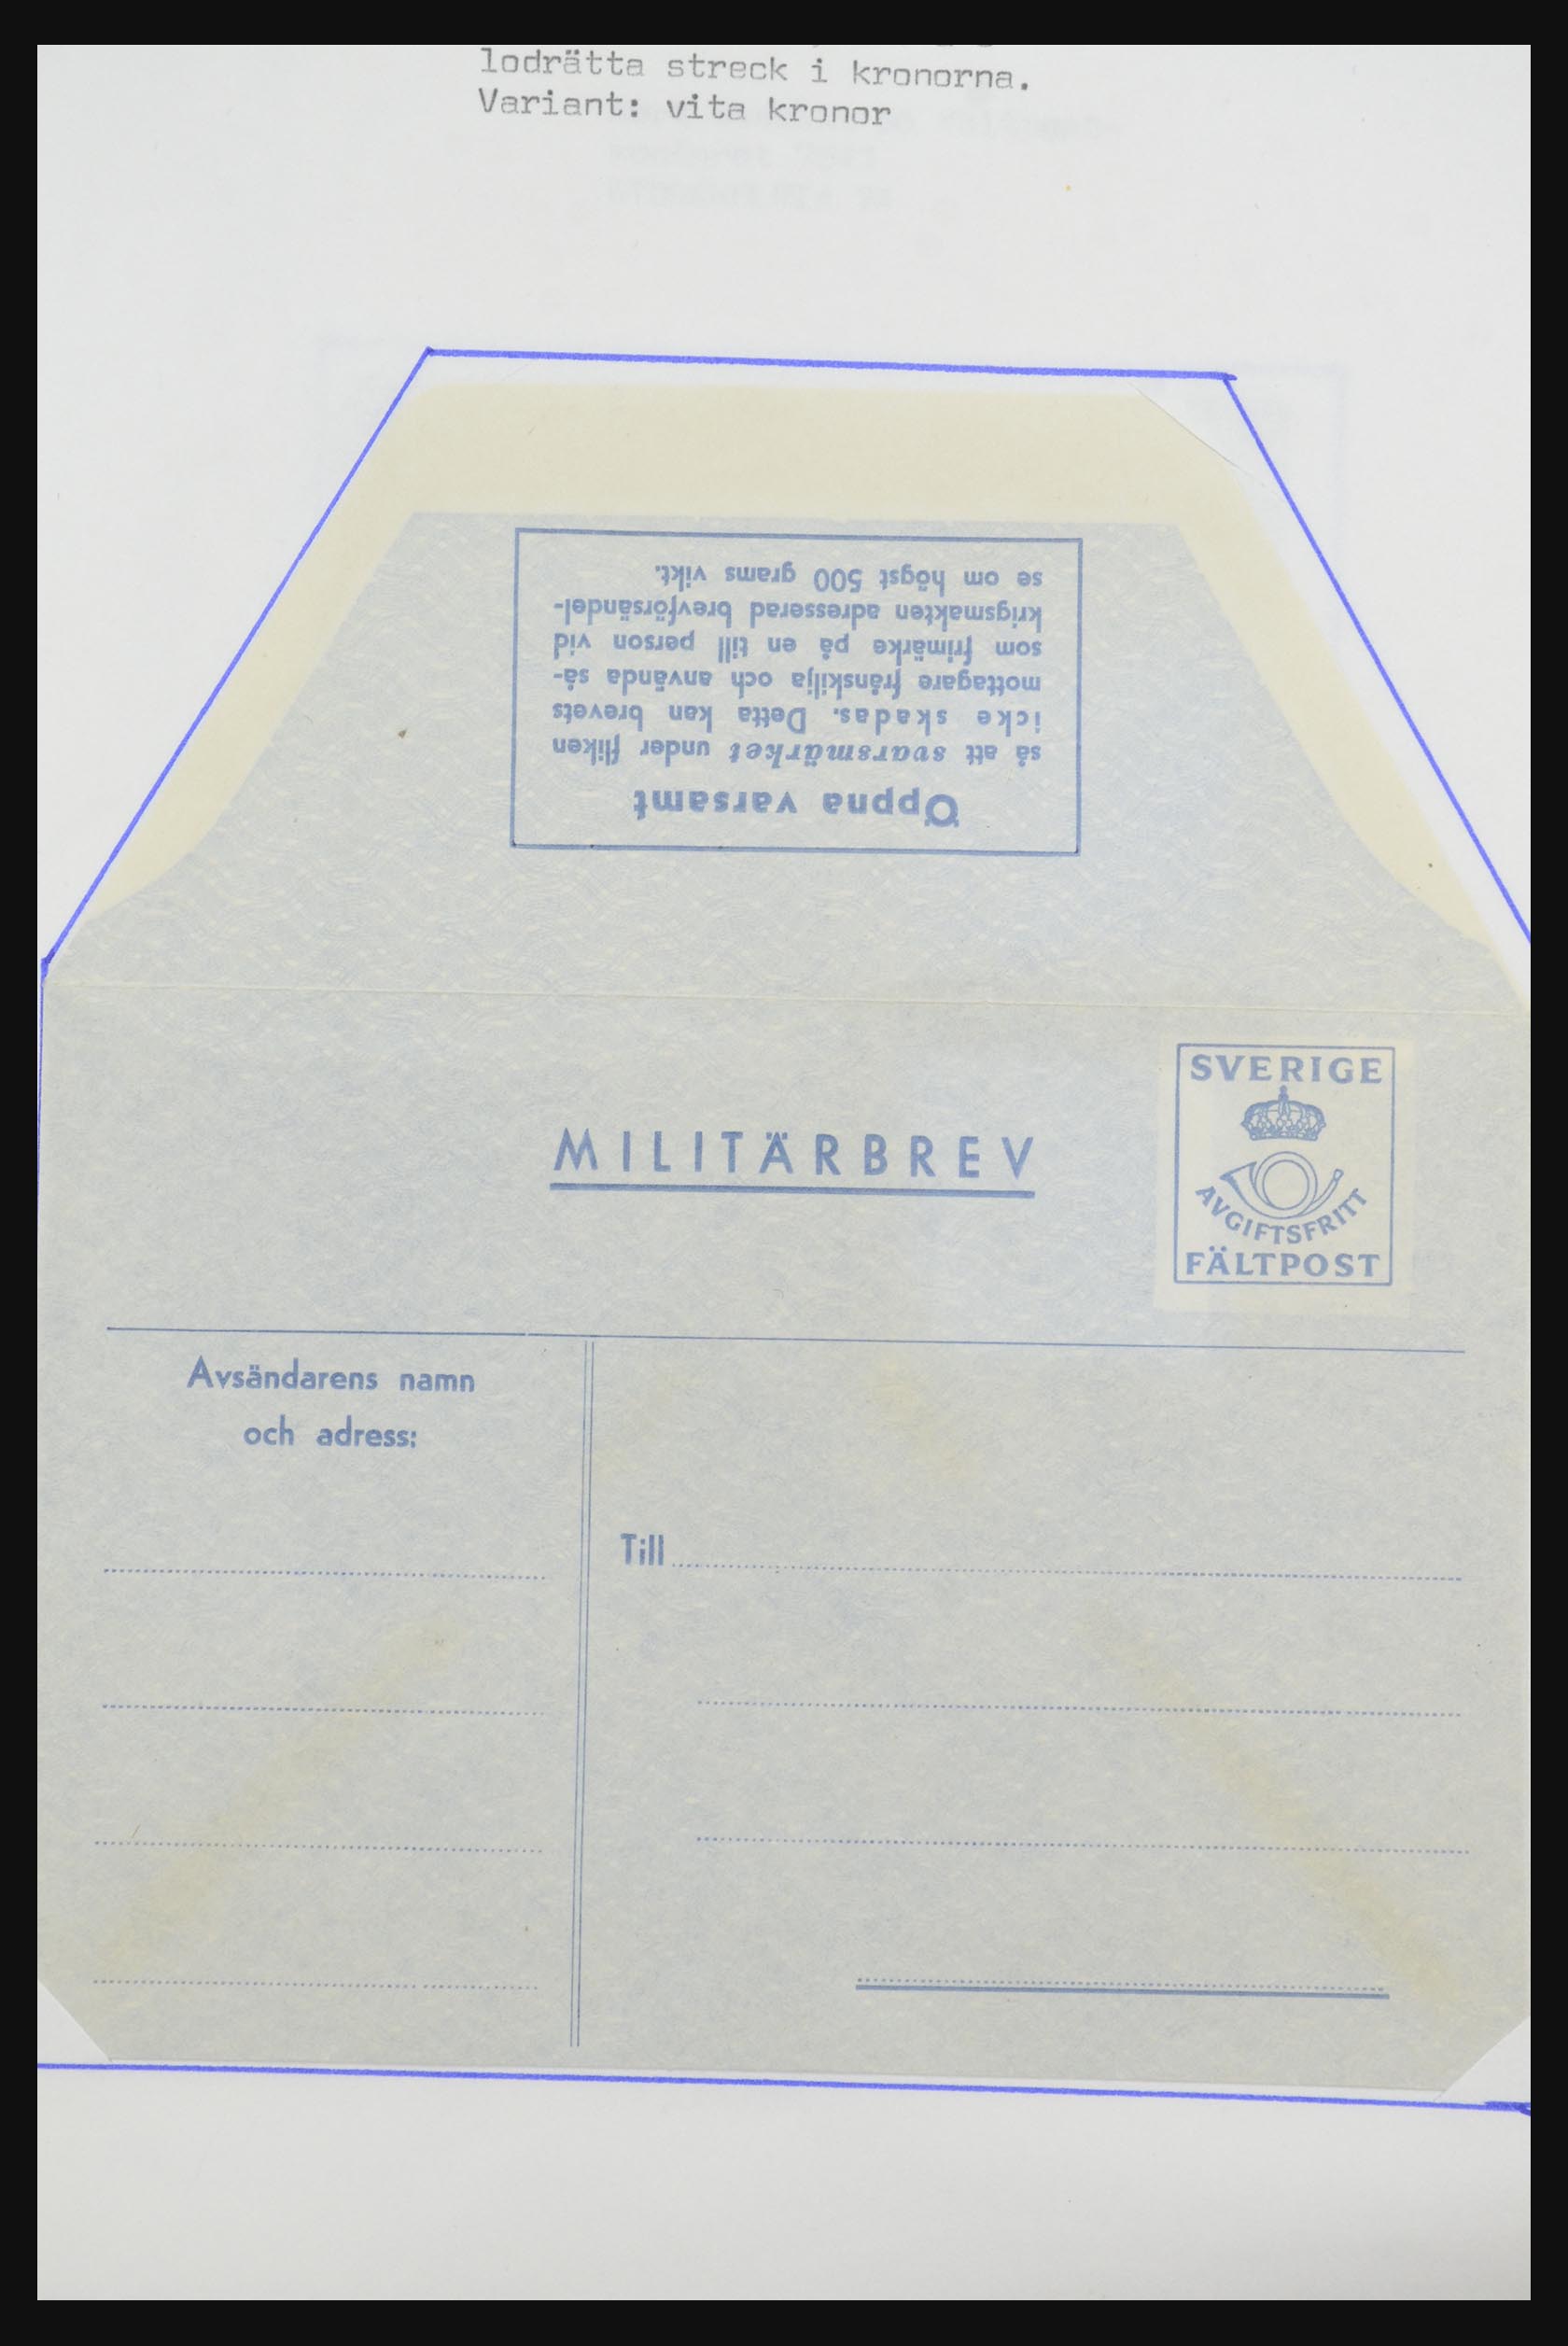 lodrätta streck i kronorna.
Variant: vita kronor
Öppna varsamt
så att svarsmärket under fliken
icke skadas. Detta kan brevets
mottagare frånskilja och använda så-
som frimärke på en till person vid
krigsmakten adresserad brevförsändel-
se om högst 500 grams vikt.
MILITÄRBREV
SVERIGE
AVGIFTSFRITT
FÄLTPOST
Avsändarens namn
och adress:
Till